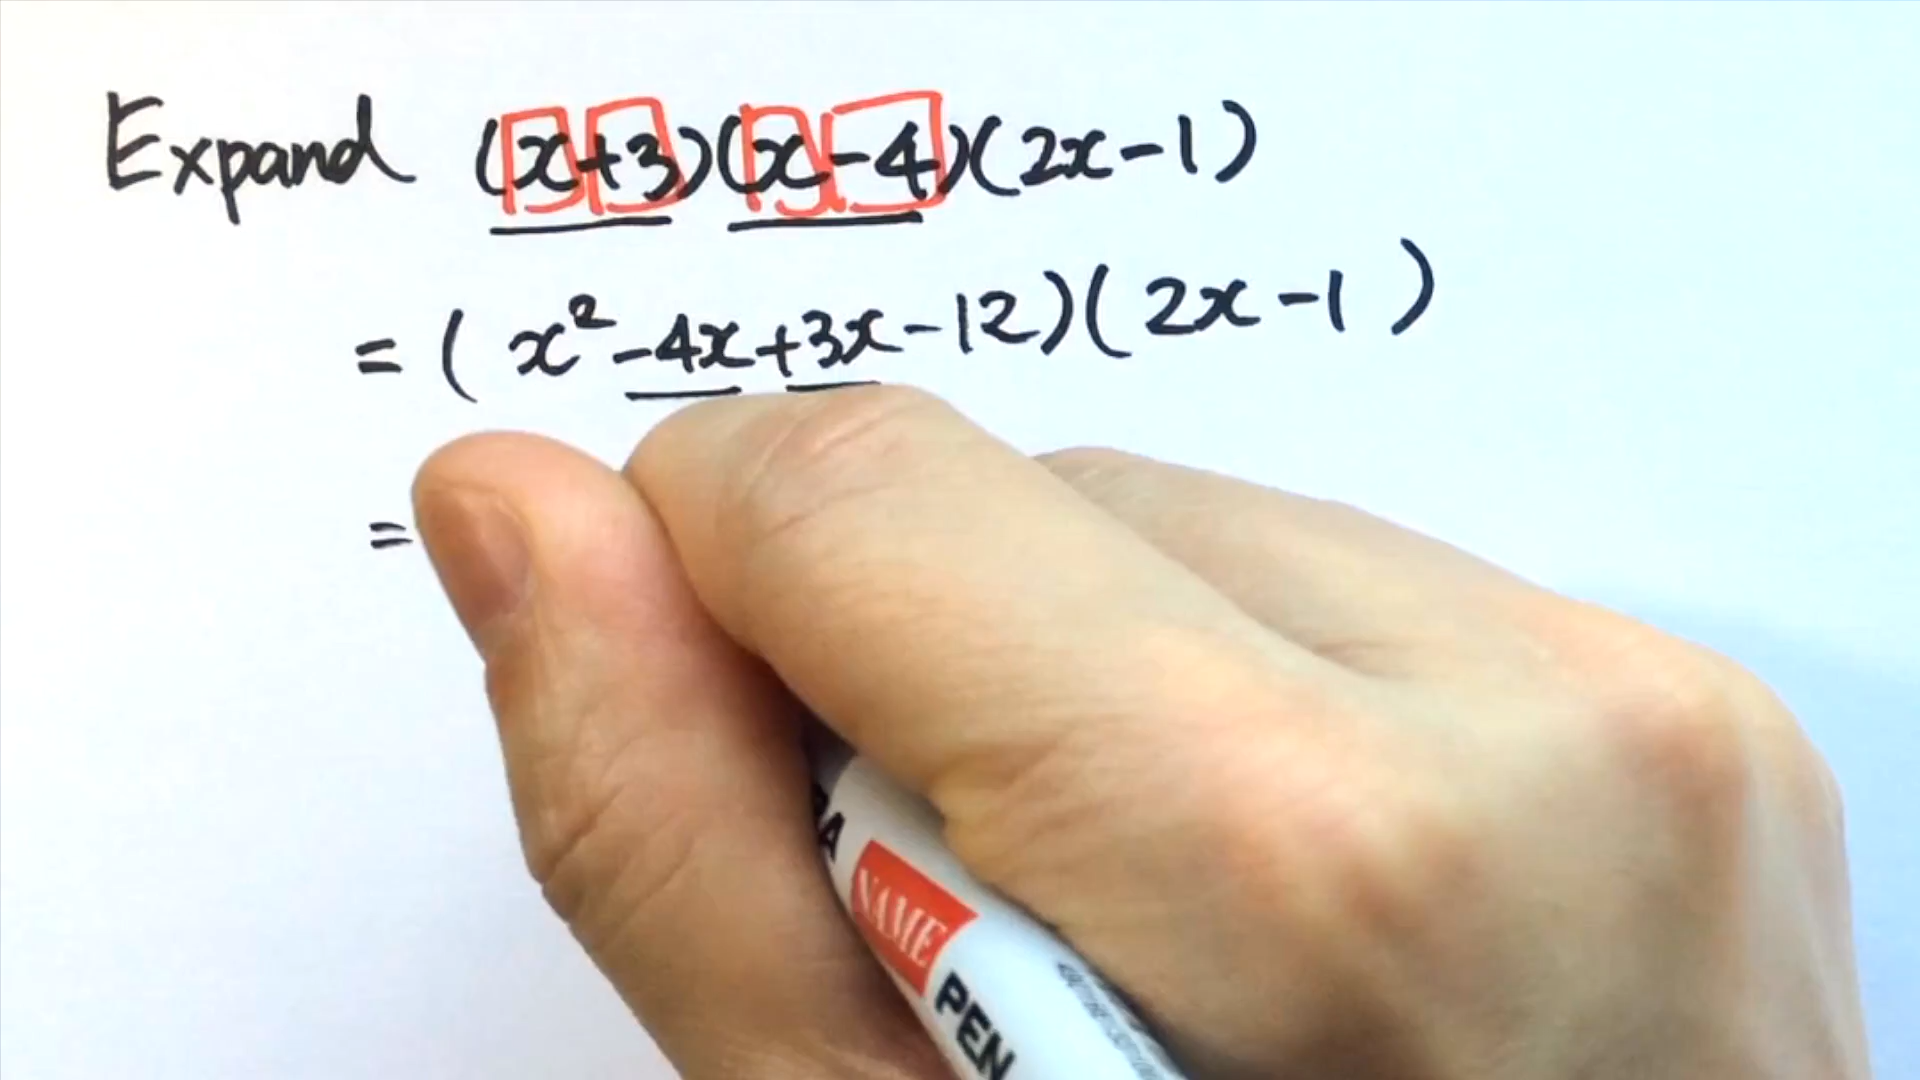 Expand (x+3)(x-4)(2x-1)
= (x²-4x+3x-12)(2x-1)
=
NAME
PEN